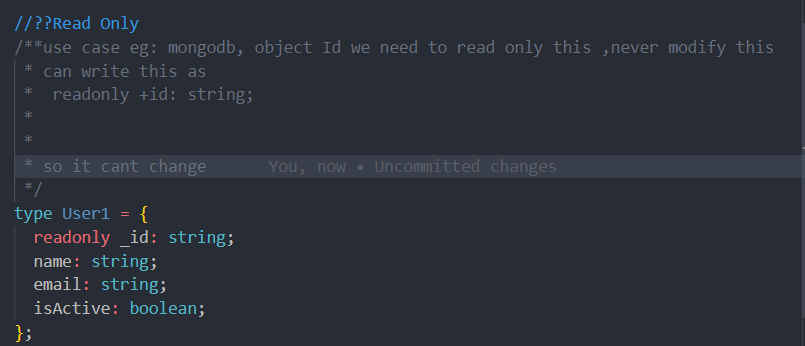 //??Read Only
/**use case eg: mongodb, object Id we need to read only this ,never modify this
 * can write this as
 *  readonly +id: string;
 *
 *
 * so it cant change      You, now • Uncommitted changes
 */
type User1 = {
  readonly _id: string;
  name: string;
  email: string;
  isActive: boolean;
};